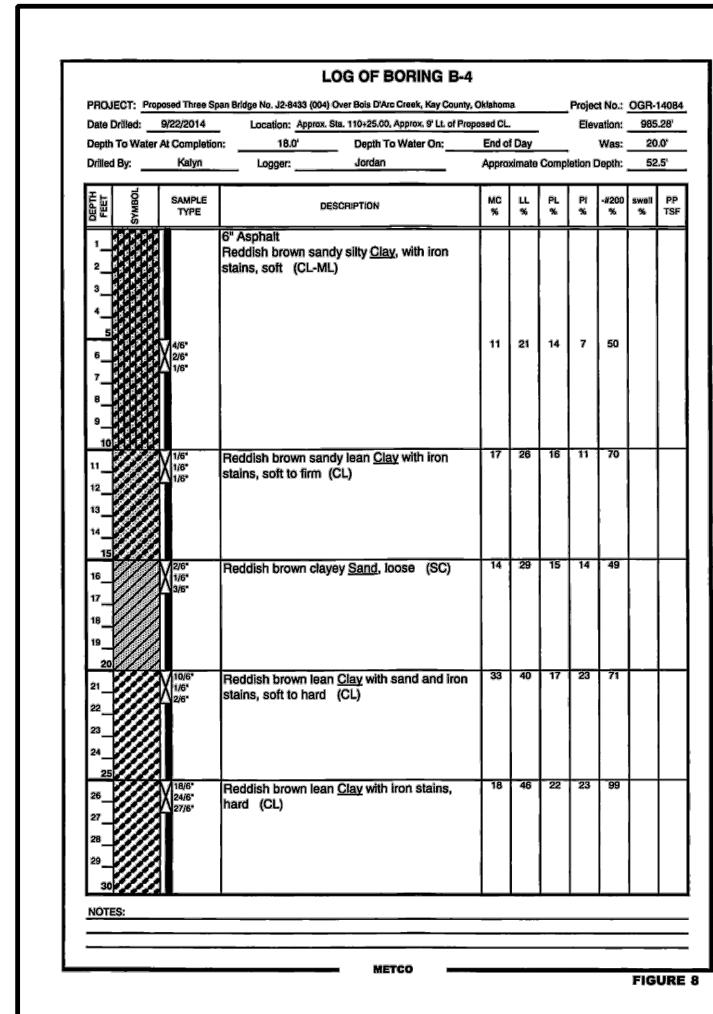 LOG OF BORING B-4
PROJECT: Proposed Three Span Bridge No. J2-8433 (004) Over Bois D'Arc Creek, Kay County, Oklahoma Project No.: OGR-14084
Date Drilled: 9/22/2014 Location: Approx. Sta. 110+25.00, Approx. 9' Lt. of Proposed CL. Elevation: 985.28'
Depth To Water At Completion: 18.0' Depth To Water On: End of Day Was: 20.0'
Drilled By: Kalyn Logger: Jordan Approximate Completion Depth: 52.5'
DEPTH FEET SYMBOL SAMPLE TYPE DESCRIPTION MC % LL % PL % PI % -#200 % swell % PP TSF
6" Asphalt
1 Reddish brown sandy silty Clay, with iron
2 stains, soft (CL-ML)
3
4
5
4/6" 11 21 14 7 50
6 2/6"
1/6"
7
8
9
10
1/6" Reddish brown sandy lean Clay with iron 17 26 16 11 70
11 1/6" stains, soft to firm (CL)
1/6"
12
13
14
15
2/6" Reddish brown clayey Sand, loose (SC) 14 29 15 14 49
16 1/6"
3/6"
17
18
19
20
10/6" Reddish brown lean Clay with sand and iron 33 40 17 23 71
21 1/6" stains, soft to hard (CL)
2/6"
22
23
24
25
18/6" Reddish brown lean Clay with iron stains, 18 46 22 23 99
26 24/6" hard (CL)
27/6"
27
28
29
30
NOTES:
METCO
FIGURE 8